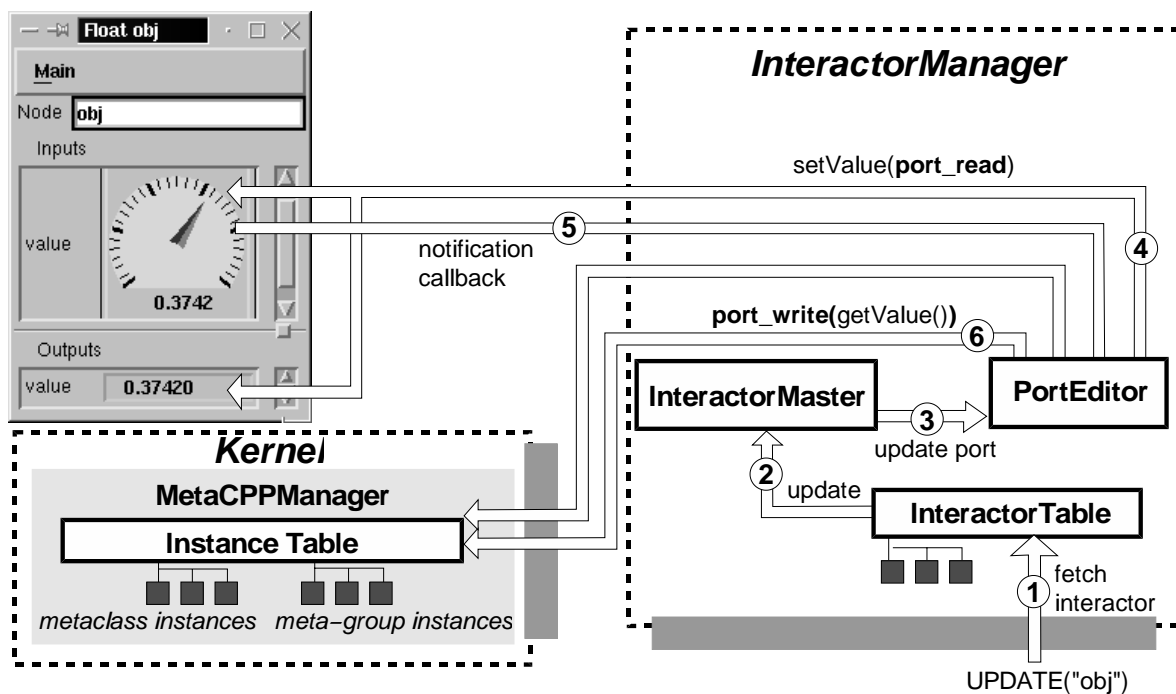 Float obj
Main
Node obj
Inputs
value
0.3742
Outputs
value 0.37420
InteractorManager
setValue(port_read)
5
4
notification
callback
port_write(getValue())
6
InteractorMaster
PortEditor
3
update port
2
update
InteractorTable
1
fetch
interactor
UPDATE("obj")
Kernel
MetaCPPManager
Instance Table
metaclass instances
meta−group instances